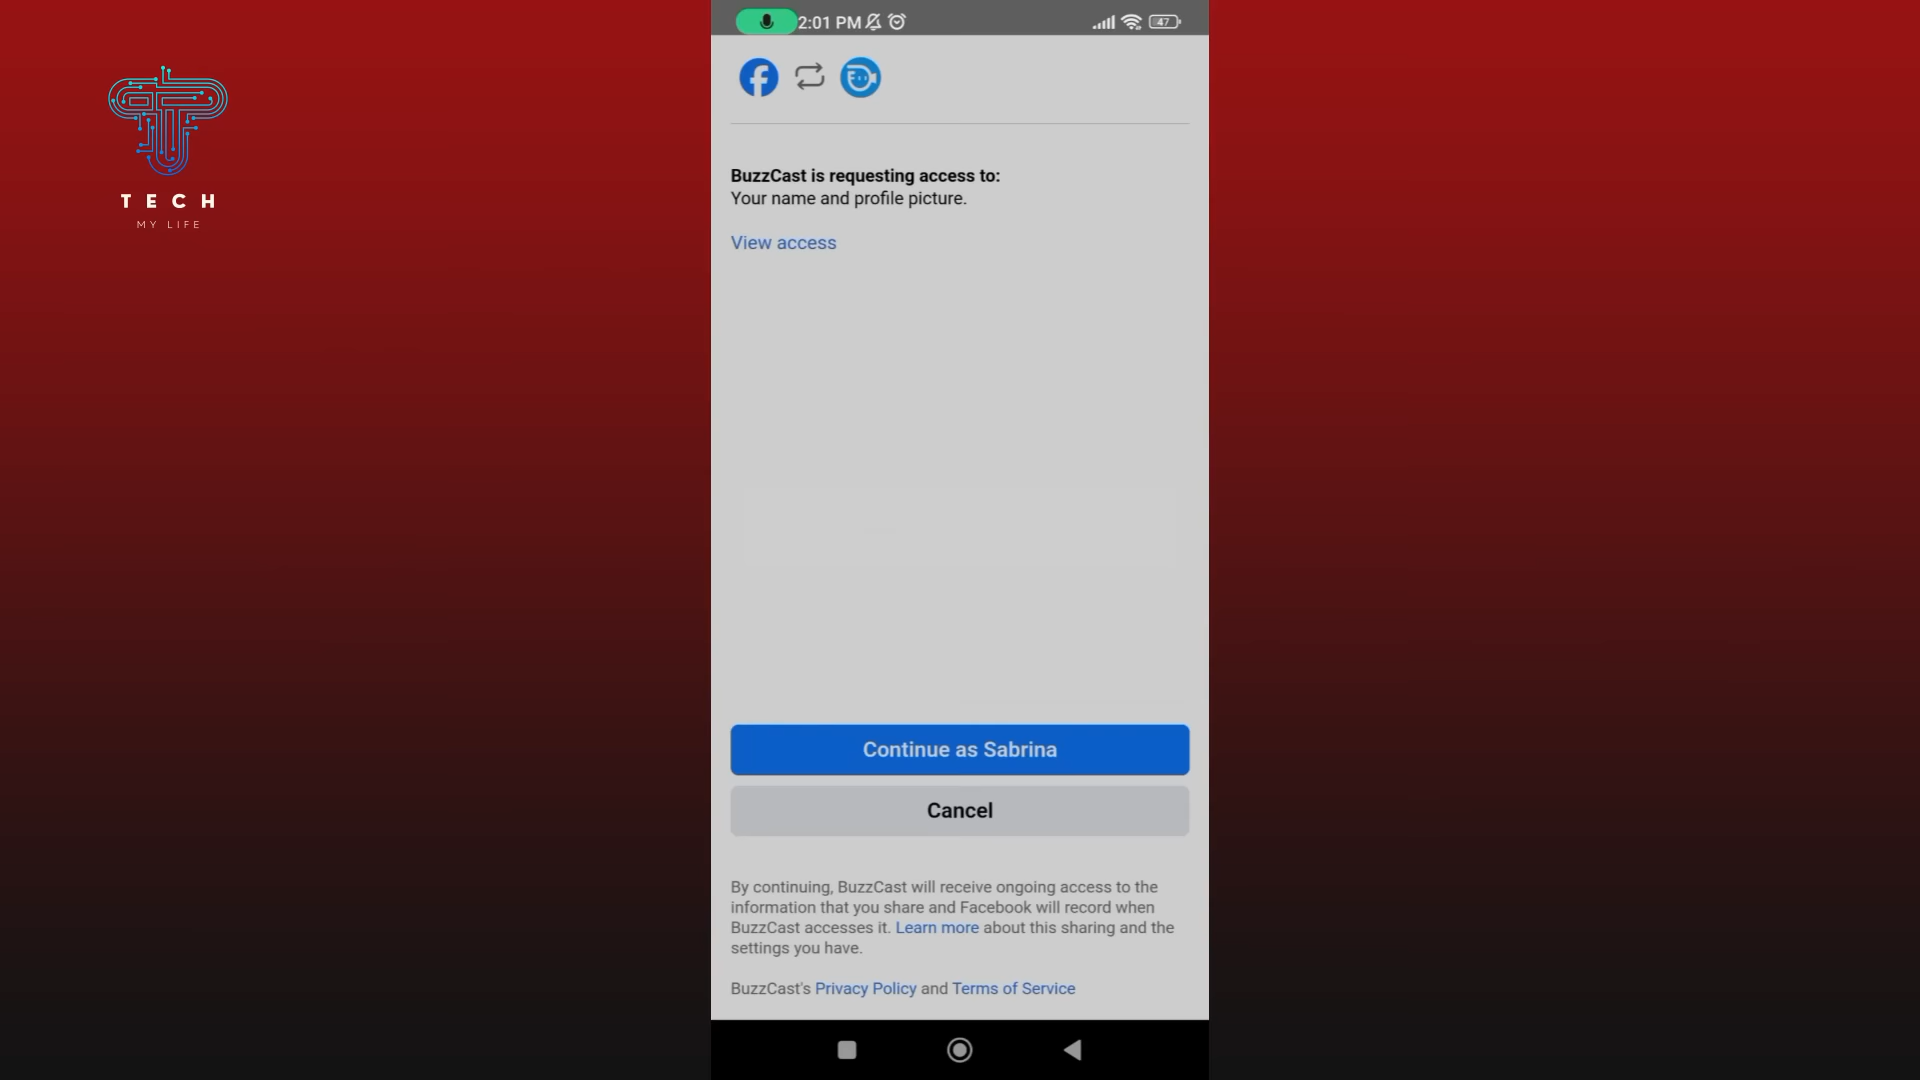 2:01 PM
47
TECH
MY LIFE
BuzzCast is requesting access to:
Your name and profile picture.
View access
Continue as Sabrina
Cancel
By continuing, BuzzCast will receive ongoing access to the
information that you share and Facebook will record when
BuzzCast accesses it. Learn more about this sharing and the
settings you have.
BuzzCast's Privacy Policy and Terms of Service